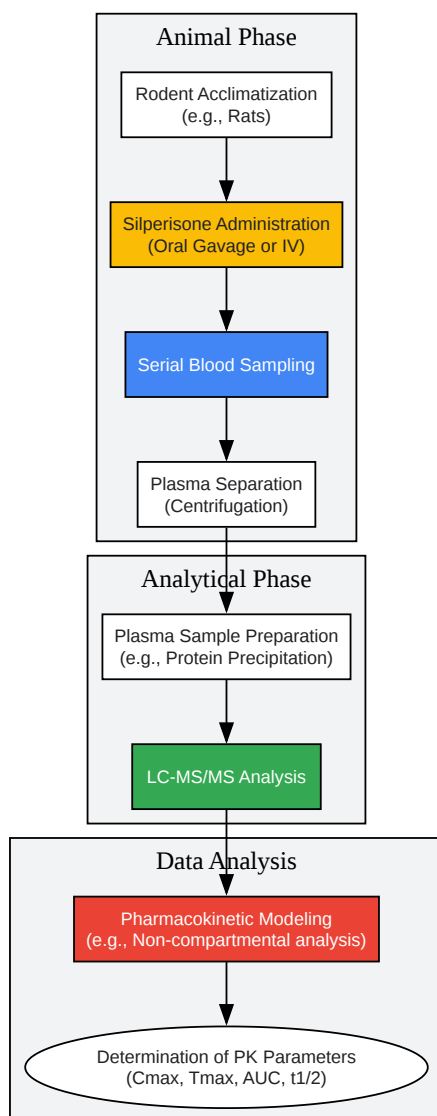 Animal Phase
Rodent Acclimatization
(e.g., Rats)
Silperisone Administration
(Oral Gavage or IV)
Serial Blood Sampling
Plasma Separation
(Centrifugation)
Analytical Phase
Plasma Sample Preparation
(e.g., Protein Precipitation)
LC-MS/MS Analysis
Data Analysis
Pharmacokinetic Modeling
(e.g., Non-compartmental analysis)
Determination of PK Parameters
(Cmax, Tmax, AUC, t1/2)